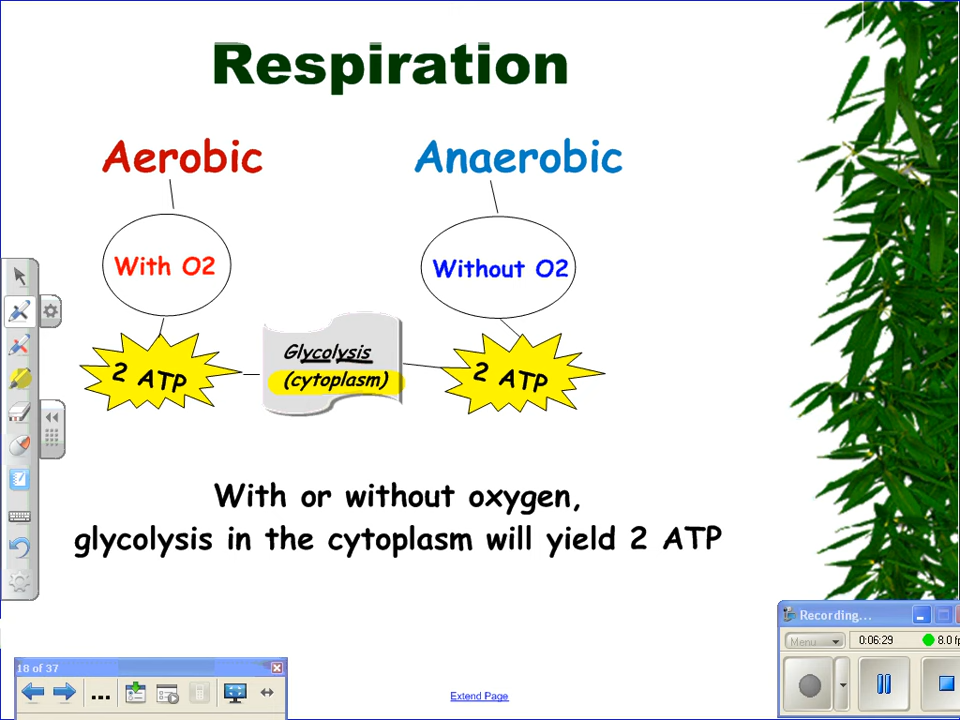 Respiration
Aerobic
Anaerobic
With O2
Without O2
2 ATP
Glycolysis
(cytoplasm)
2 ATP
With or without oxygen,
glycolysis in the cytoplasm will yield 2 ATP
Recording...
Menu
0:06:29
8.0 fp
18 of 37
Extend Page